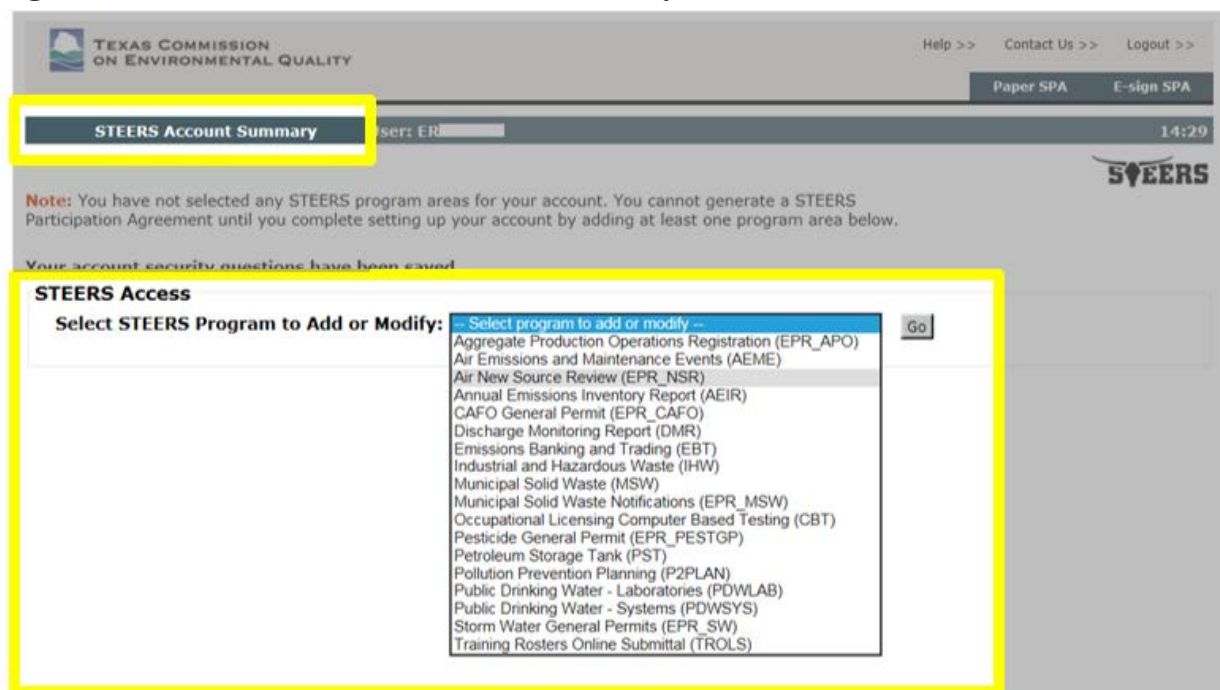 TEXAS COMMISSION
ON ENVIRONMENTAL QUALITY
Help >> Contact Us >> Logout >>
Paper SPA E-sign SPA
STEERS Account Summary User: ER 14:29
STEERS
Note: You have not selected any STEERS program areas for your account. You cannot generate a STEERS
Participation Agreement until you complete setting up your account by adding at least one program area below.
Your account security questions have been saved
STEERS Access
Select STEERS Program to Add or Modify: -- Select program to add or modify -- Go
Aggregate Production Operations Registration (EPR_APO)
Air Emissions and Maintenance Events (AEME)
Air New Source Review (EPR_NSR)
Annual Emissions Inventory Report (AEIR)
CAFO General Permit (EPR_CAFO)
Discharge Monitoring Report (DMR)
Emissions Banking and Trading (EBT)
Industrial and Hazardous Waste (IHW)
Municipal Solid Waste (MSW)
Municipal Solid Waste Notifications (EPR_MSW)
Occupational Licensing Computer Based Testing (CBT)
Pesticide General Permit (EPR_PESTGP)
Petroleum Storage Tank (PST)
Pollution Prevention Planning (P2PLAN)
Public Drinking Water - Laboratories (PDWLAB)
Public Drinking Water - Systems (PDWSYS)
Storm Water General Permits (EPR_SW)
Training Rosters Online Submittal (TROLS)